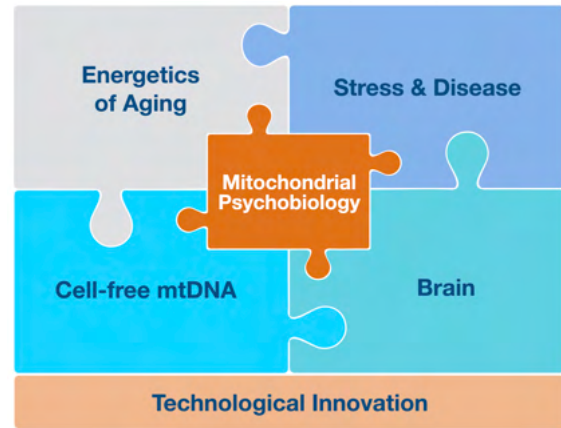 Energetics
of Aging
Stress & Disease
Mitochondrial
Psychobiology
Cell-free mtDNA
Brain
Technological Innovation